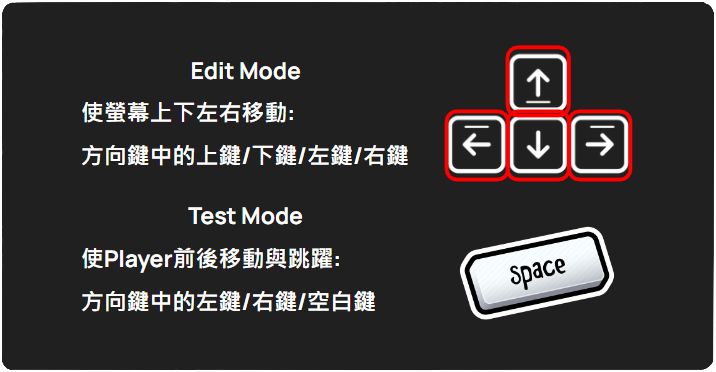 Edit Mode
使螢幕上下左右移動:
方向鍵中的上鍵/下鍵/左鍵/右鍵
Test Mode
使Player前後移動與跳躍:
方向鍵中的左鍵/右鍵/空白鍵
space